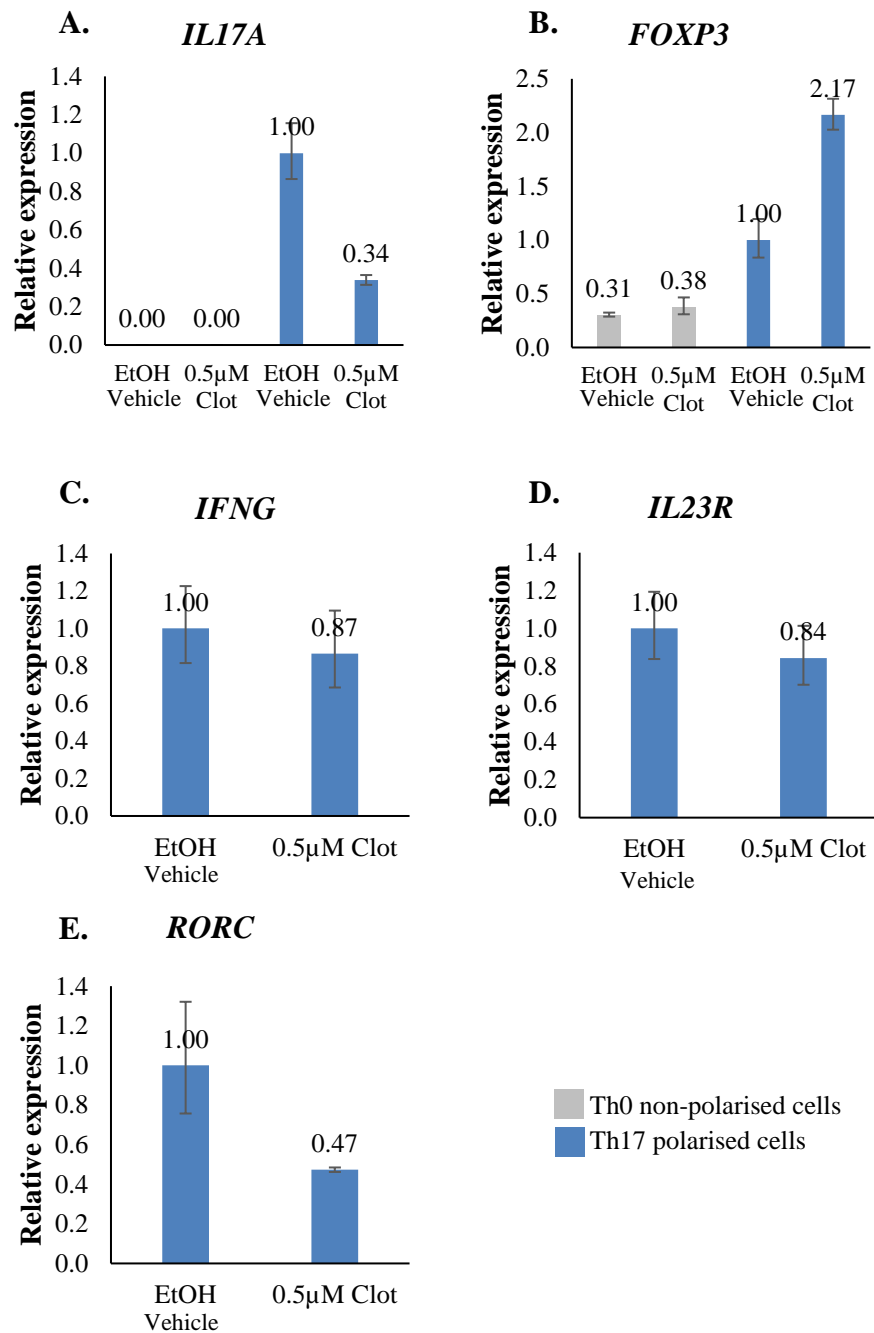 A.
IL17A
Relative expression
1.4
1.2
1.0
0.8
0.6
0.4
0.2
0.0
0.00
0.00
1.00
0.34
EtOH Vehicle
0.5µM Clot
EtOH Vehicle
0.5µM Clot
B.
FOXP3
Relative expression
2.5
2.0
1.5
1.0
0.5
0.0
0.31
0.38
1.00
2.17
EtOH Vehicle
0.5µM Clot
EtOH Vehicle
0.5µM Clot
C.
IFNG
Relative expression
1.4
1.2
1.0
0.8
0.6
0.4
0.2
0.0
1.00
0.87
EtOH Vehicle
0.5µM Clot
D.
IL23R
Relative expression
1.4
1.2
1.0
0.8
0.6
0.4
0.2
0.0
1.00
0.84
EtOH Vehicle
0.5µM Clot
E.
RORC
Relative expression
1.4
1.2
1.0
0.8
0.6
0.4
0.2
0.0
1.00
0.47
EtOH Vehicle
0.5µM Clot
Th0 non-polarised cells
Th17 polarised cells